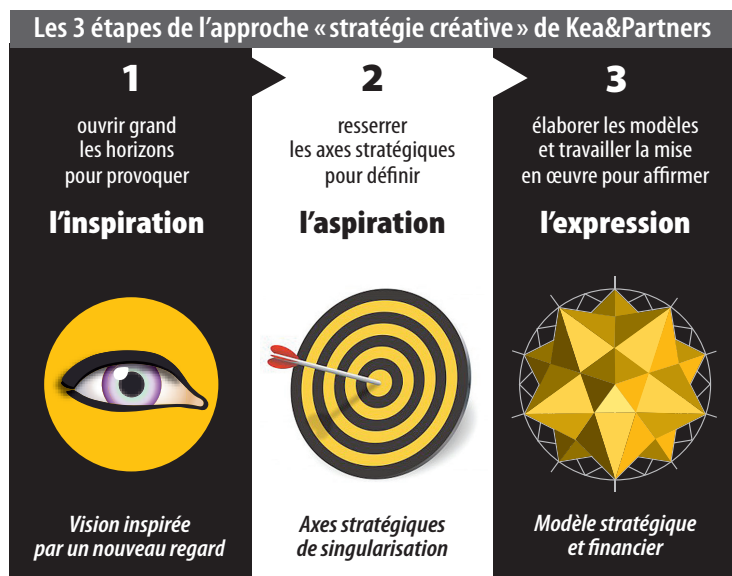 Les 3 étapes de l'approche « stratégie créative » de Kea&Partners
1
ouvrir grand
les horizons
pour provoquer
l'inspiration
Vision inspirée
par un nouveau regard
2
resserrer
les axes stratégiques
pour définir
l'aspiration
Axes stratégiques
de singularisation
3
élaborer les modèles
et travailler la mise
en œuvre pour affirmer
l'expression
Modèle stratégique
et financier